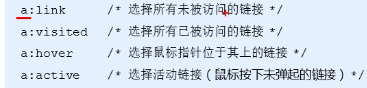 a:link /* 选择所有未被访问的链接 */
a:visited /* 选择所有已被访问的链接 */
a:hover /* 选择鼠标指针位于其上的链接 */
a:active /* 选择活动链接（鼠标按下未弹起的链接）*/